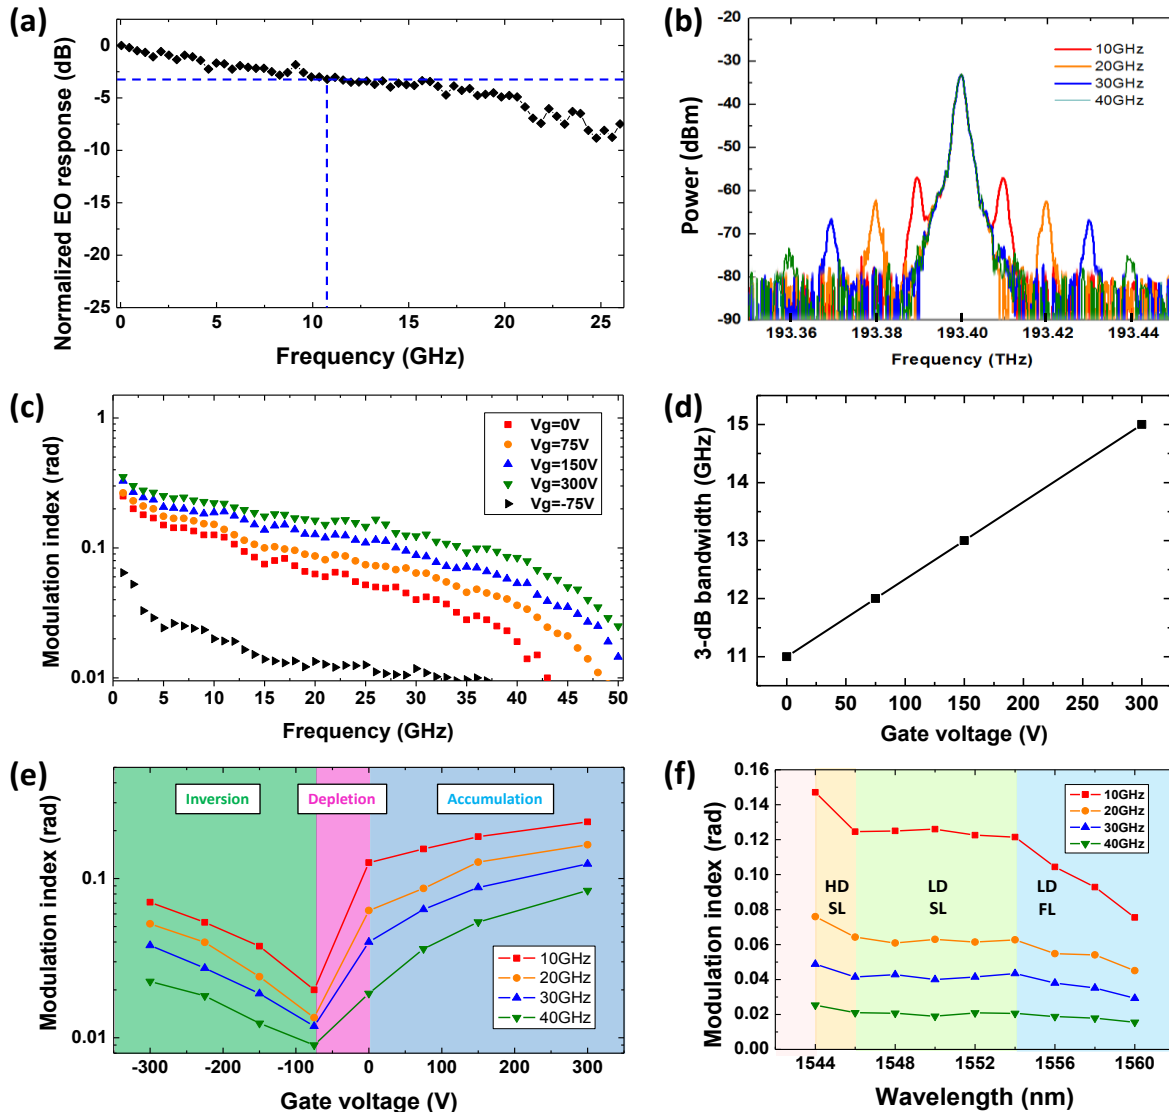 (a)
Normalized EO response (dB)
0
-5
-10
-15
-20
-25
0 5 10 15 20 25
Frequency (GHz)
(b)
Power (dBm)
-20
-30
-40
-50
-60
-70
-80
-90
10GHz
20GHz
30GHz
40GHz
193.36 193.38 193.40 193.42 193.44
Frequency (THz)
(c)
Modulation index (rad)
1
0.1
0.01
Vg=0V
Vg=75V
Vg=150V
Vg=300V
Vg=-75V
0 5 10 15 20 25 30 35 40 45 50
Frequency (GHz)
(d)
3-dB bandwidth (GHz)
15
14
13
12
11
0 50 100 150 200 250 300
Gate voltage (V)
(e)
Modulation index (rad)
0.1
0.01
Inversion
Depletion
Accumulation
10GHz
20GHz
30GHz
40GHz
-300 -200 -100 0 100 200 300
Gate voltage (V)
(f)
Modulation index (rad)
0.16
0.14
0.12
0.10
0.08
0.06
0.04
0.02
0.00
10GHz
20GHz
30GHz
40GHz
HD
SL
LD
SL
LD
FL
1544 1548 1552 1556 1560
Wavelength (nm)